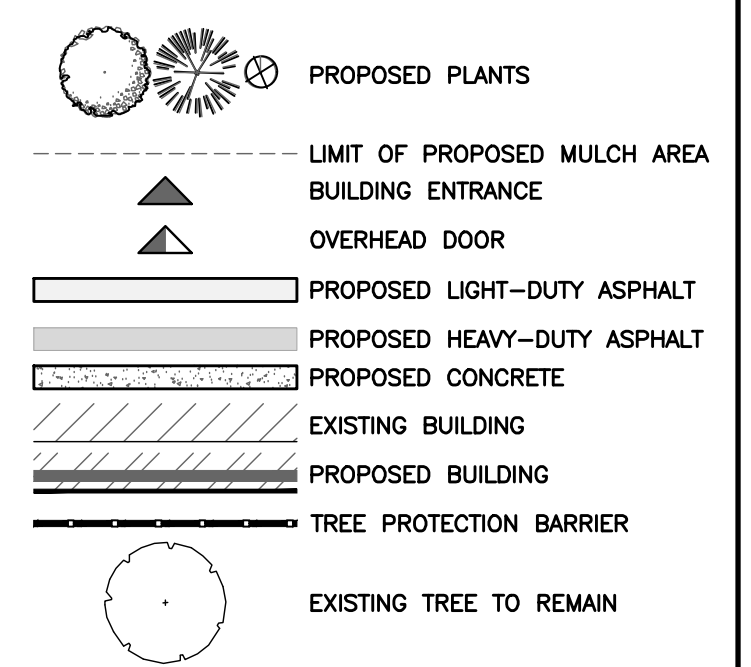 PROPOSED PLANTS
LIMIT OF PROPOSED MULCH AREA
BUILDING ENTRANCE
OVERHEAD DOOR
PROPOSED LIGHT-DUTY ASPHALT
PROPOSED HEAVY-DUTY ASPHALT
PROPOSED CONCRETE
EXISTING BUILDING
PROPOSED BUILDING
TREE PROTECTION BARRIER
EXISTING TREE TO REMAIN